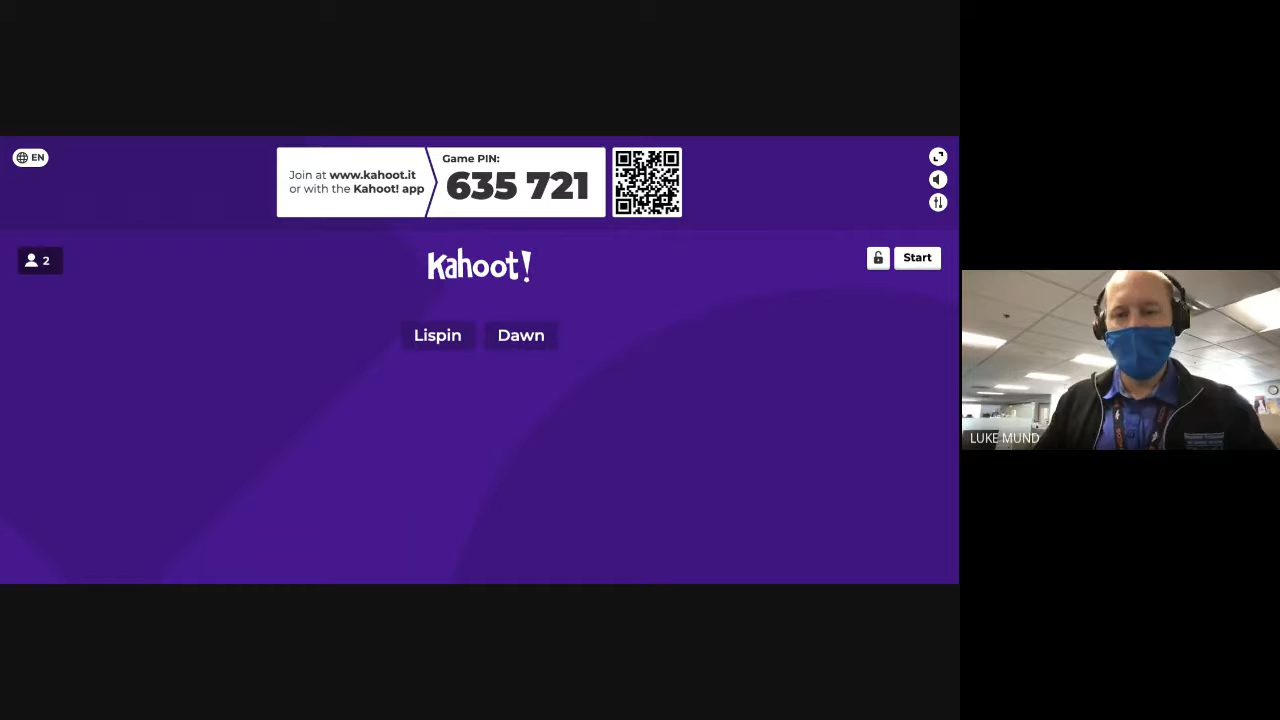 EN
Join at www.kahoot.it
or with the Kahoot! app
Game PIN:
635 721
2
Kahoot!
Start
Lispin
Dawn
LUKE MUND